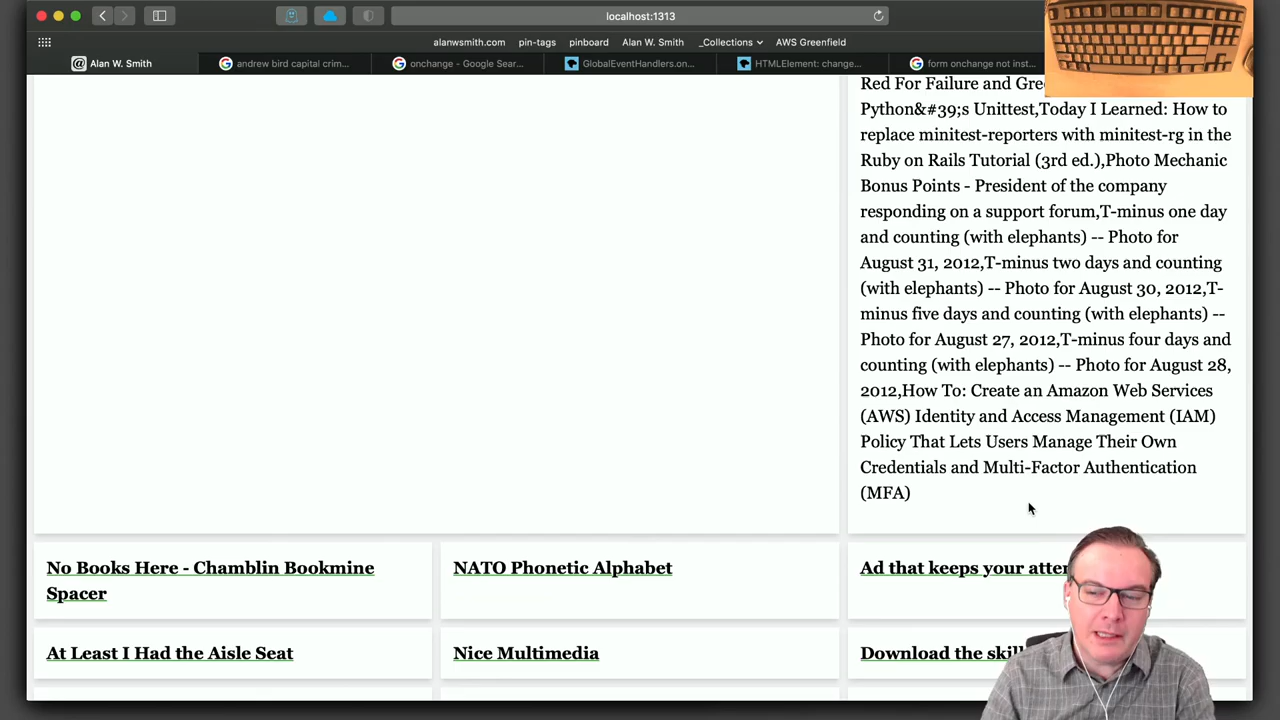 localhost:1313
alanwsmith.com pin-tags pinboard Alan W. Smith _Collections AWS Greenfield
Alan W. Smith
andrew bird capital crim...
onchange - Google Sear...
GlobalEventHandlers.on...
HTMLElement: change...
form onchange not inst...
Red For Failure and Gre
Python&#39;s Unittest,Today I Learned: How to
replace minitest-reporters with minitest-rg in the
Ruby on Rails Tutorial (3rd ed.),Photo Mechanic
Bonus Points - President of the company
responding on a support forum,T-minus one day
and counting (with elephants) -- Photo for
August 31, 2012,T-minus two days and counting
(with elephants) -- Photo for August 30, 2012,T-
minus five days and counting (with elephants) --
Photo for August 27, 2012,T-minus four days and
counting (with elephants) -- Photo for August 28,
2012,How To: Create an Amazon Web Services
(AWS) Identity and Access Management (IAM)
Policy That Lets Users Manage Their Own
Credentials and Multi-Factor Authentication
(MFA)
No Books Here - Chamblin Bookmine
Spacer
NATO Phonetic Alphabet
Ad that keeps your atte
At Least I Had the Aisle Seat
Nice Multimedia
Download the skil